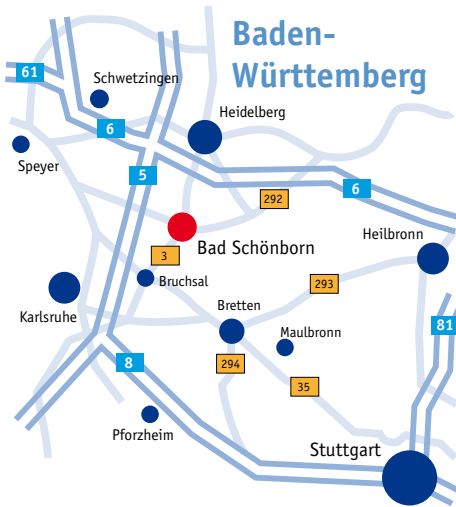 Baden-
Württemberg
61
Schwetzingen
Heidelberg
6
Speyer
5
6
292
Bad Schönborn
Heilbronn
3
Bruchsal
293
Karlsruhe
Bretten
81
Maulbronn
8
294
35
Pforzheim
Stuttgart